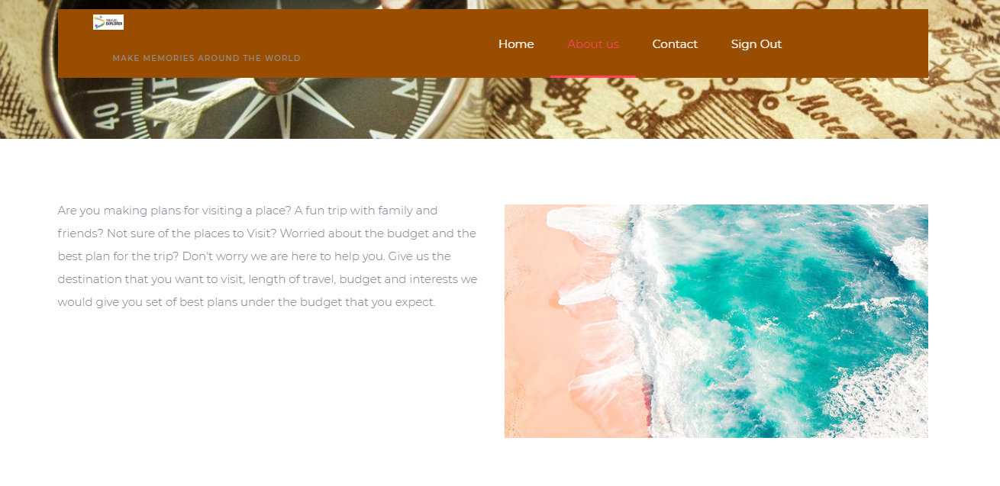 TRAVEL
EXPLORER
MAKE MEMORIES AROUND THE WORLD
Home About us Contact Sign Out
40
Are you making plans for visiting a place? A fun trip with family and
friends? Not sure of the places to Visit? Worried about the budget and the
best plan for the trip? Don't worry we are here to help you. Give us the
destination that you want to visit, length of travel, budget and interests we
would give you set of best plans under the budget that you expect.